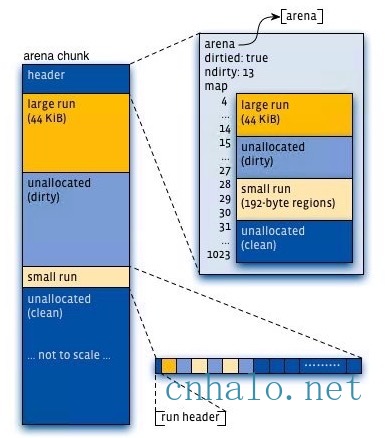 arena chunk
header
large run
(44 KiB)
unallocated
(dirty)
small run
unallocated
(clean)
... not to scale ...
[arena]
arena
dirtied: true
ndirty: 13
map
4
...
14
15
...
27
28
29
30
31
...
1023
large run
(44 KiB)
unallocated
(dirty)
small run
(192-byte regions)
unallocated
(clean)
.........
[run header]
cnhalo.net